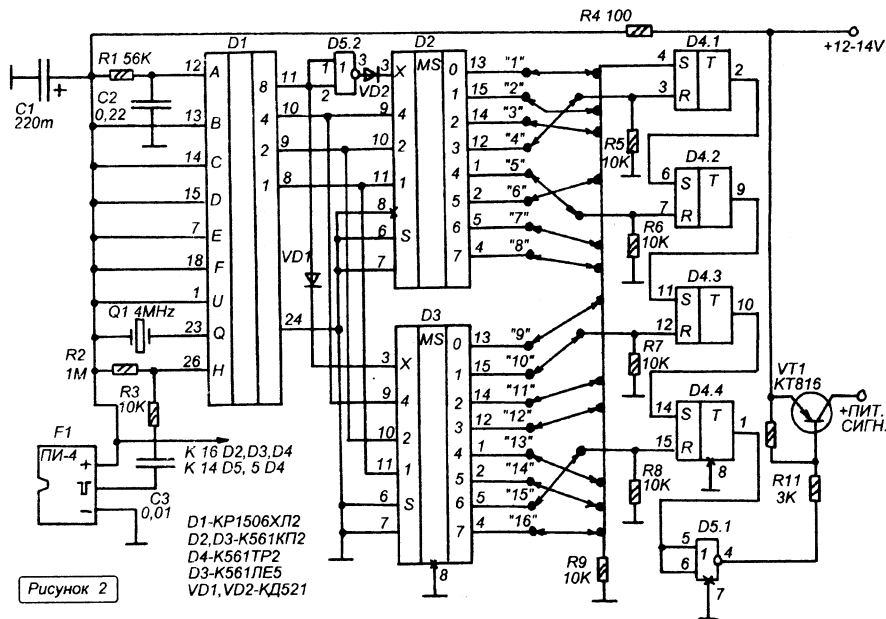 R4 100
+12-14V
D1
D5.2
D2
D4.1
R1 56K
12
A
8
11
1
1
2
3
VD2
3
X
MS
0
13
"1"
4
S
T
2
C1
220m
+
C2
0,22
13
B
4
10
9
4
1
15
"2"
3
R
2
14
"3"
R5
10K
D4.2
14
C
2
9
10
2
3
12
"4"
1
8
11
1
4
1
"5"
6
S
T
9
15
D
8
5
2
"6"
7
R
7
E
6
S
6
5
"7"
R6
10K
18
F
VD1
7
7
4
"8"
D4.3
1
U
D3
11
S
T
10
Q1 4MHz
23
Q
24
MS
0
13
"9"
12
R
R2
1M
26
H
3
X
1
15
"10"
R7
10K
VT1
KT816
R3
10K
9
4
2
14
"11"
D4.4
3
12
"12"
14
S
T
1
+ПИТ.
СИГН.
F1
ПИ-4
+
-
К 16 D2,D3,D4
К 14 D5, 5 D4
10
2
4
1
"13"
15
R
11
1
5
2
"14"
R8
10K
8
R11
3K
C3
0,01
6
S
6
5
"15"
7
7
4
"16"
D5.1
D1-КР1506ХЛ2
D2,D3-К561КП2
D4-К561ТР2
D3-К561ЛЕ5
VD1,VD2-КД521
8
R9
10K
5
6
1
4
7
Рисунок 2